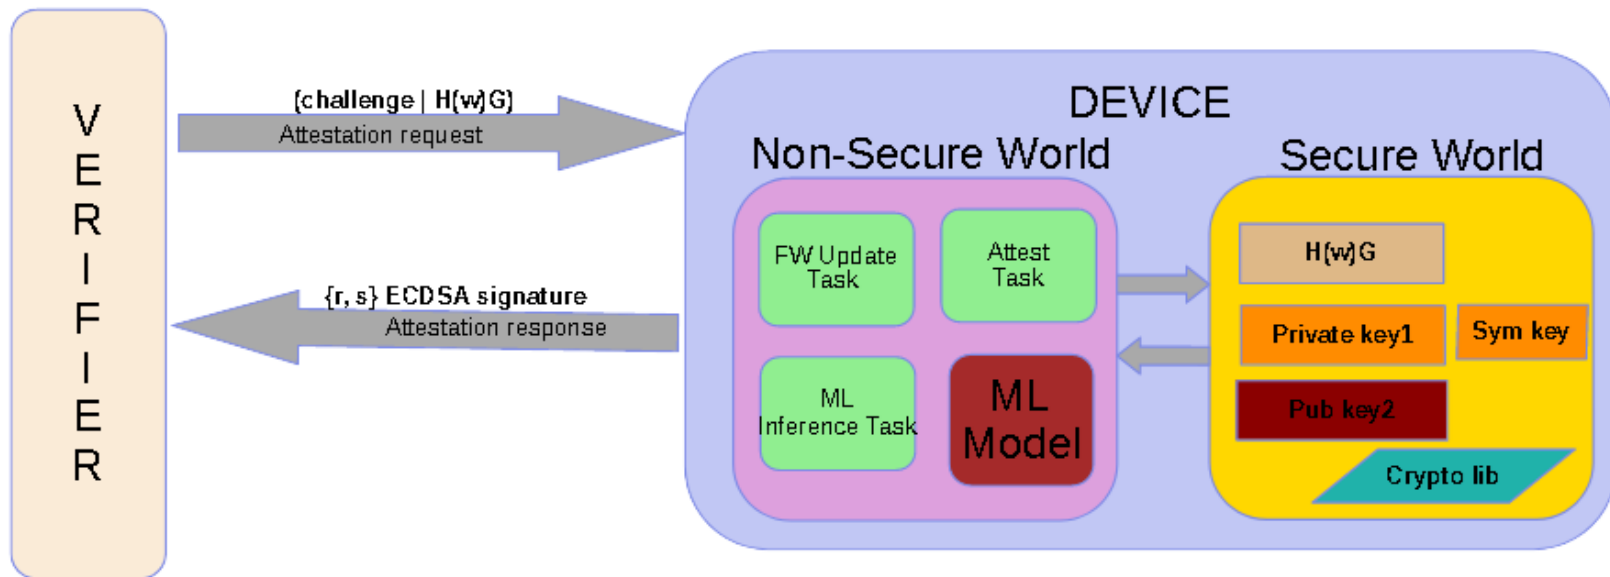 V
E
R
I
F
I
E
R
(challenge | H(w)G)
Attestation request
{r, s} ECDSA signature
Attestation response
DEVICE
Non-Secure World
FW Update
Task
Attest
Task
ML
Inference Task
ML
Model
Secure World
H(w)G
Private key1
Sym key
Pub key2
Crypto lib